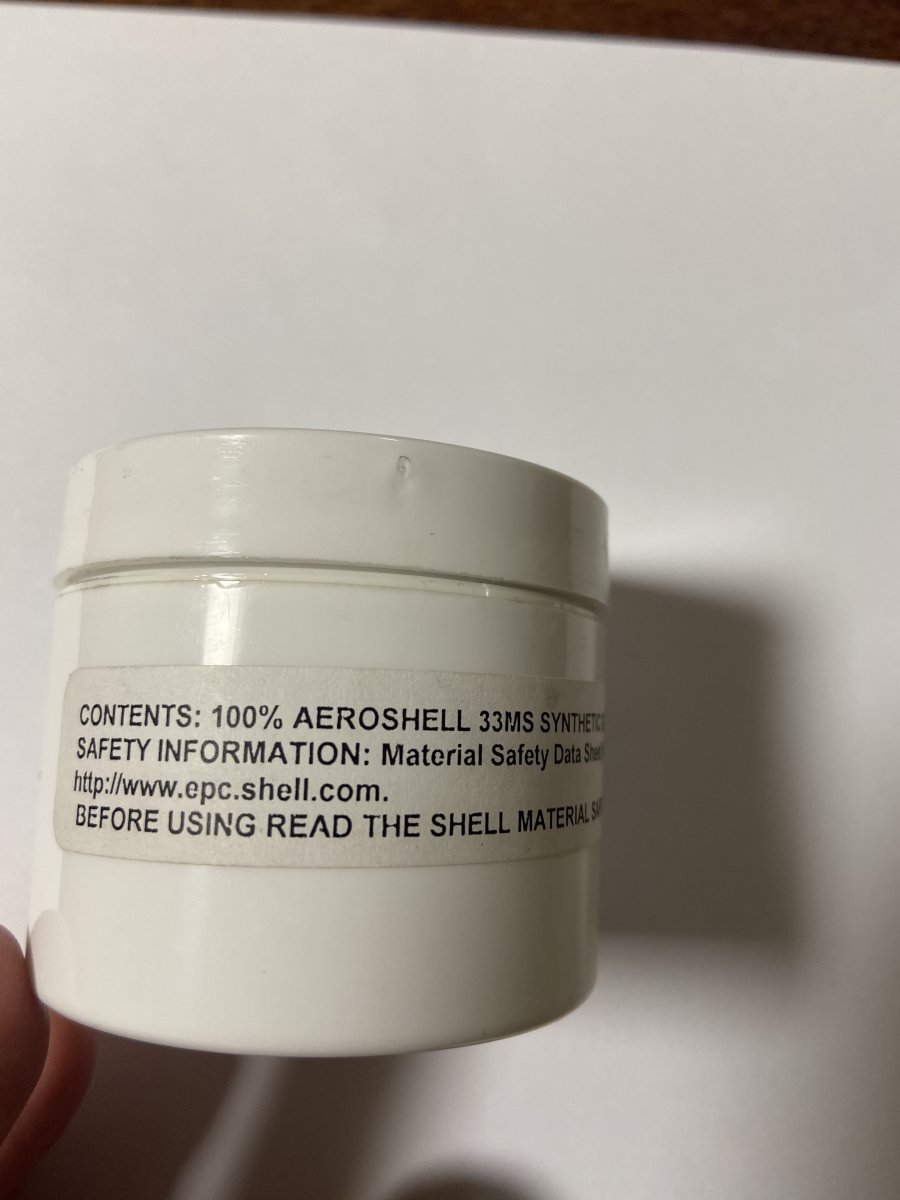 CONTENTS: 100% AEROSHELL 33MS SYNTHETIC
SAFETY INFORMATION: Material Safety Data Sheet
http://www.epc.shell.com.
BEFORE USING READ THE SHELL MATERIAL